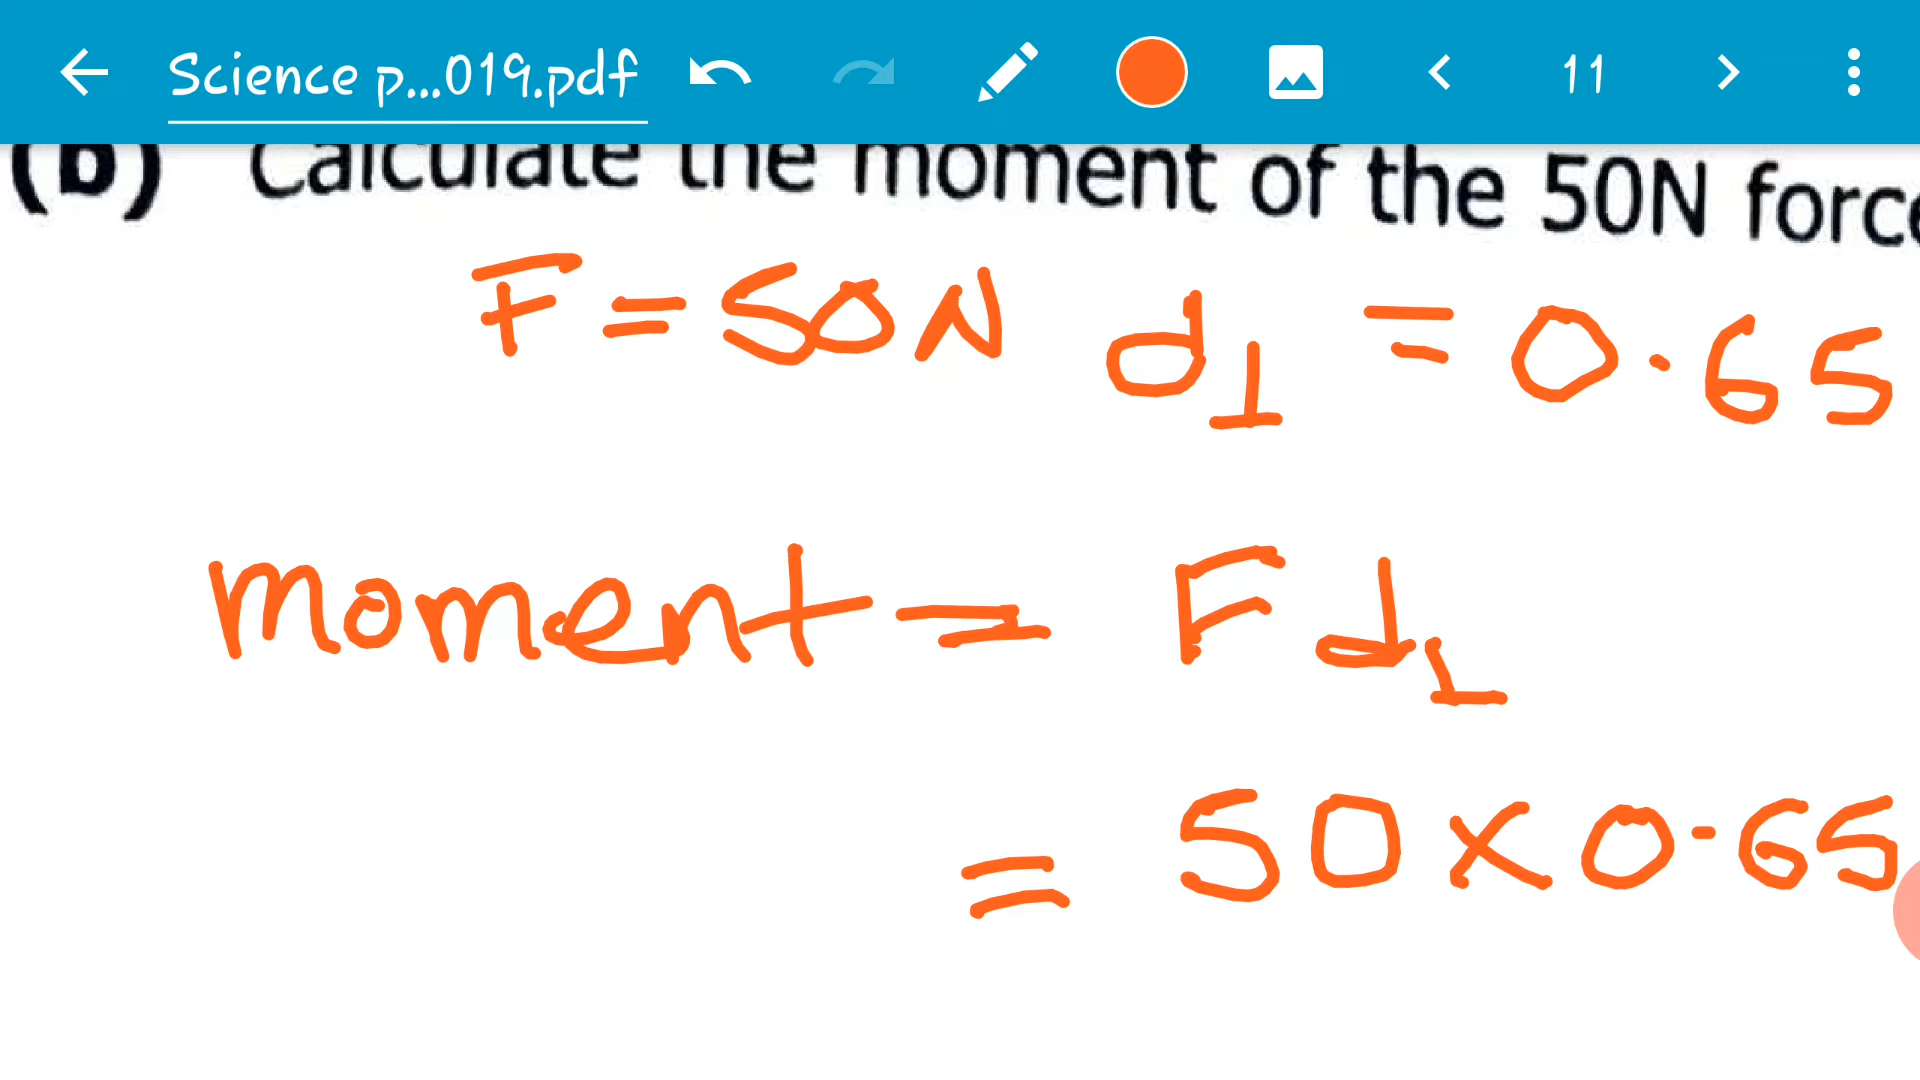 Science p...019.pdf 11
(b) Calculate the moment of the 50N force
F = 50N d⊥ = 0.65
moment = Fd⊥
= 50 × 0.65